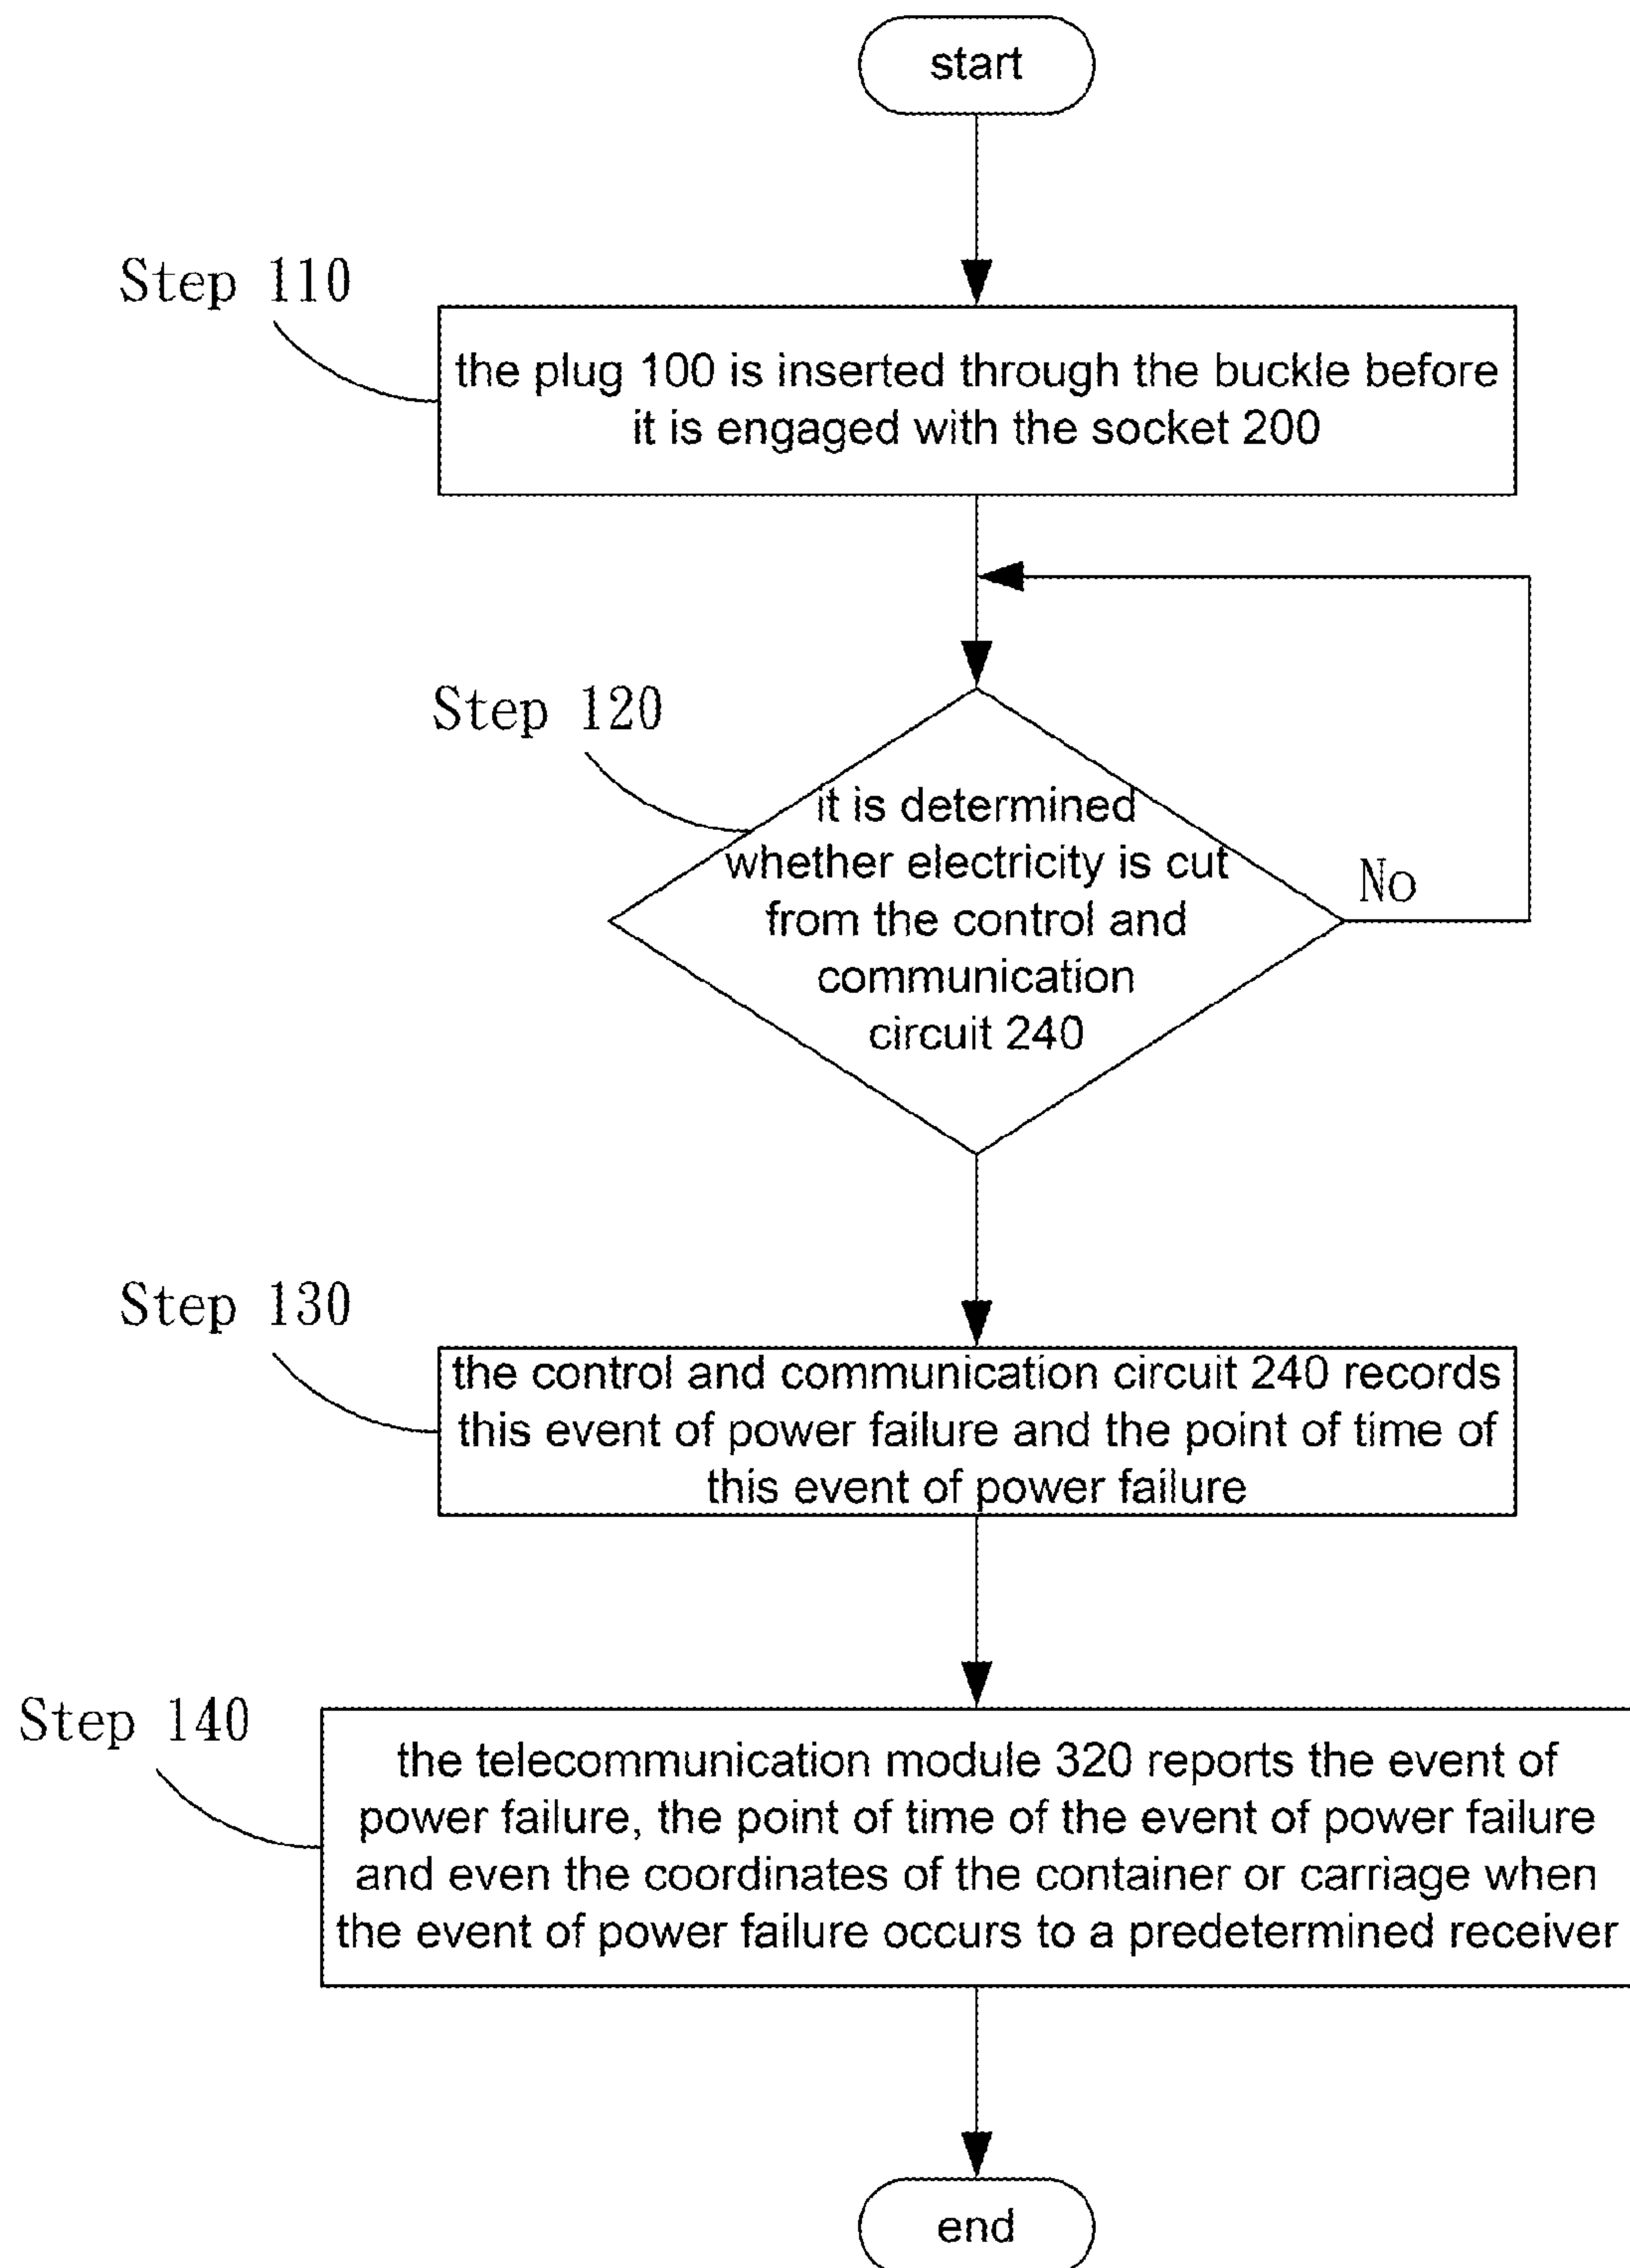 start
Step 110
the plug 100 is inserted through the buckle before
it is engaged with the socket 200
Step 120
it is determined
whether electricity is cut
from the control and
communication
circuit 240
No
Step 130
the control and communication circuit 240 records
this event of power failure and the point of time of
this event of power failure
Step 140
the telecommunication module 320 reports the event of
power failure, the point of time of the event of power failure
and even the coordinates of the container or carriage when
the event of power failure occurs to a predetermined receiver
end